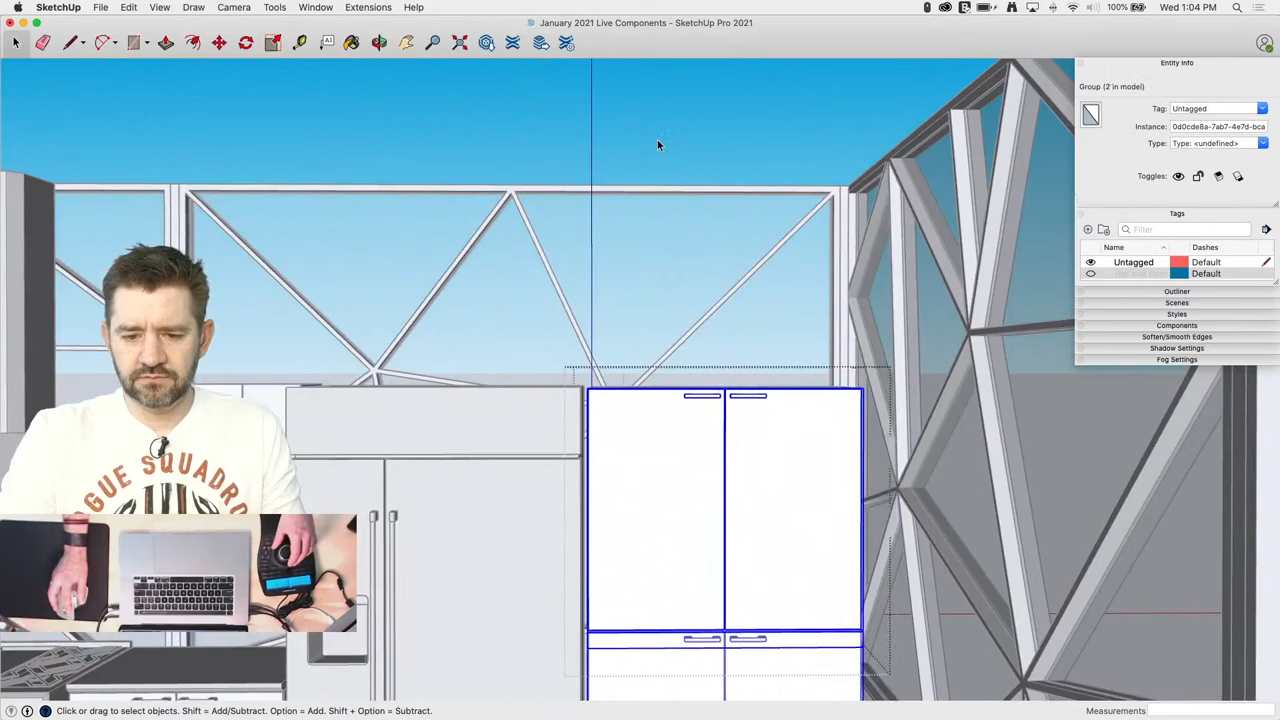 SketchUp File Edit View Draw Camera Tools Window Extensions Help
100% Wed 1:04 PM
January 2021 Live Components - SketchUp Pro 2021
Entity Info
Group (2 in model)
Tag: Untagged
Instance: 0d0cde8a-7ab7-4e7d-bca
Type: Type: <undefined>
Toggles:
Tags
Filter
Name Dashes
Untagged Default
Default
Outliner
Scenes
Styles
Components
Soften/Smooth Edges
Shadow Settings
Fog Settings
GUE SQUADRO
Click or drag to select objects. Shift = Add/Subtract. Option = Add. Shift + Option = Subtract.
Measurements